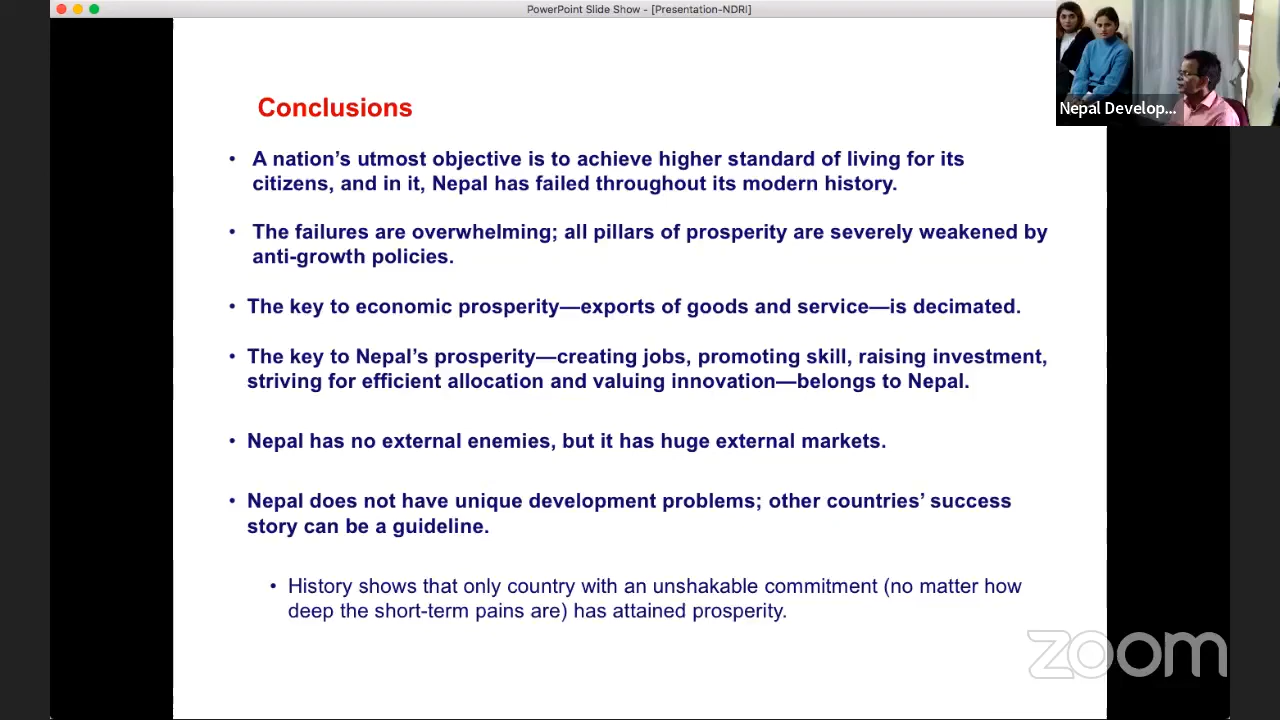 PowerPoint Slide Show - [Presentation-NDRI]
Nepal Develop...
Conclusions
• A nation's utmost objective is to achieve higher standard of living for its
citizens, and in it, Nepal has failed throughout its modern history.
• The failures are overwhelming; all pillars of prosperity are severely weakened by
anti-growth policies.
• The key to economic prosperity—exports of goods and service—is decimated.
• The key to Nepal's prosperity—creating jobs, promoting skill, raising investment,
striving for efficient allocation and valuing innovation—belongs to Nepal.
• Nepal has no external enemies, but it has huge external markets.
• Nepal does not have unique development problems; other countries' success
story can be a guideline.
• History shows that only country with an unshakable commitment (no matter how
deep the short-term pains are) has attained prosperity.
zoom